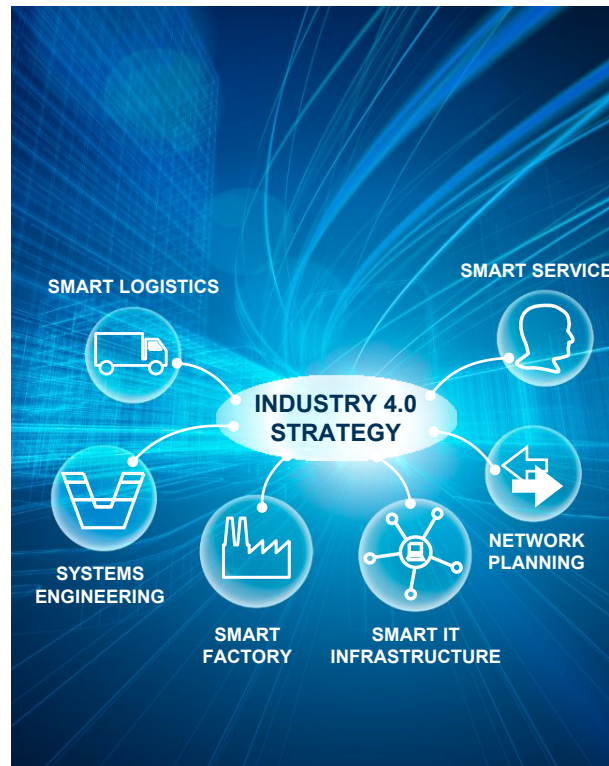 SMART SERVICE
SMART LOGISTICS
INDUSTRY 4.0
STRATEGY
NETWORK
PLANNING
SYSTEMS
ENGINEERING
SMART
FACTORY
SMART IT
INFRASTRUCTURE